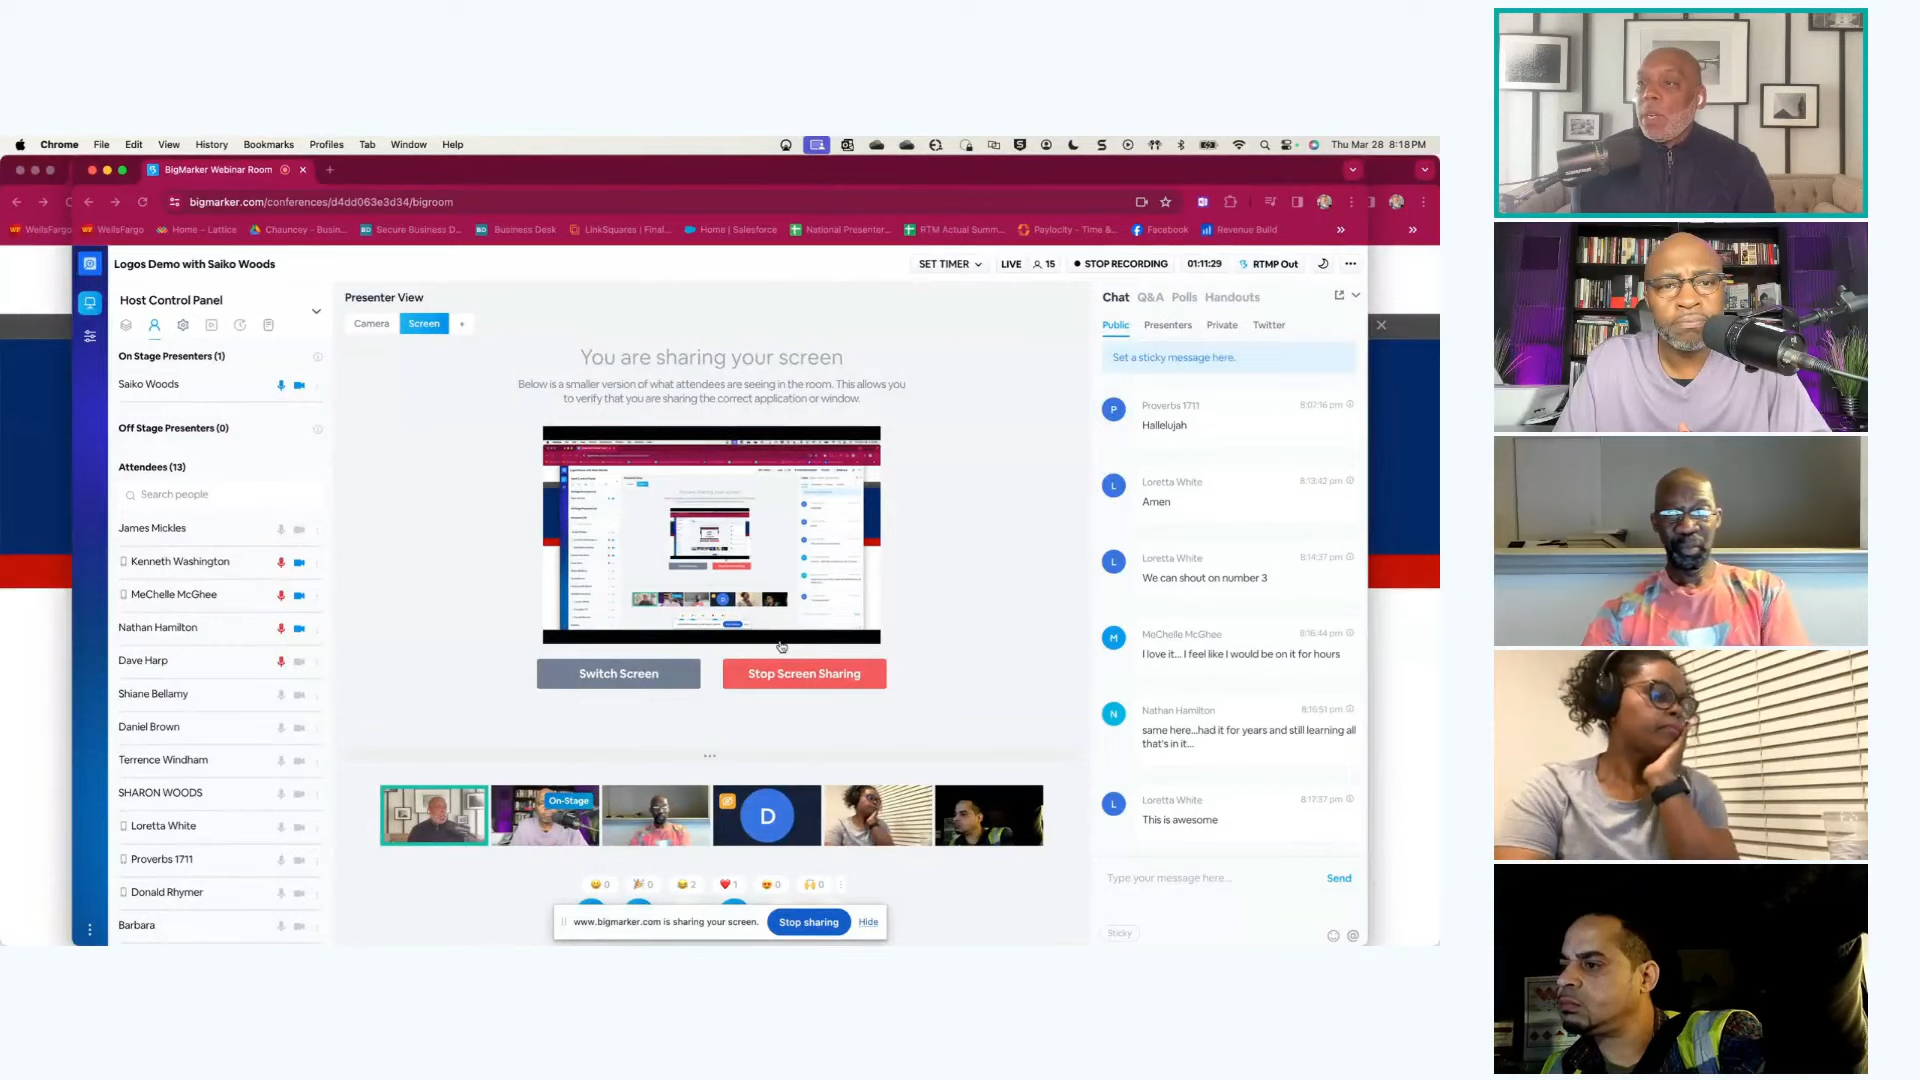 Chrome File Edit View History Bookmarks Profiles Tab Window Help
Thu Mar 28 8:18 PM
BigMarker Webinar Room
bigmarker.com/conferences/d4dd063e3d34/bigroom
WellsFargo
WellsFargo
Home – Lattice
Chauncey - Busin...
Secure Business D...
Business Desk
LinkSquares | Final...
Home | Salesforce
National Presenter...
RTM Actual Summ...
Paylocity - Time &...
Facebook
Revenue Build
Logos Demo with Saiko Woods
SET TIMER
LIVE 15
STOP RECORDING
01:11:29
RTMP Out
Host Control Panel
On Stage Presenters (1)
Saiko Woods
Off Stage Presenters (0)
Attendees (13)
Search people
James Mickles
Kenneth Washington
MeChelle McGhee
Nathan Hamilton
Dave Harp
Shiane Bellamy
Daniel Brown
Terrence Windham
SHARON WOODS
Loretta White
Proverbs 1711
Donald Rhymer
Barbara
Presenter View
Camera Screen +
You are sharing your screen
Below is a smaller version of what attendees are seeing in the room. This allows you
to verify that you are sharing the correct application or window.
Switch Screen
Stop Screen Sharing
On-Stage
D
0 0 2 1 0 0
www.bigmarker.com is sharing your screen.
Stop sharing
Hide
Chat Q&A Polls Handouts
Public Presenters Private Twitter
Set a sticky message here.
P
Proverbs 1711 8:07:16 pm
Hallelujah
L
Loretta White 8:13:42 pm
Amen
L
Loretta White 8:14:37 pm
We can shout on number 3
M
MeChelle McGhee 8:16:44 pm
I love it... I feel like I would be on it for hours
N
Nathan Hamilton 8:16:51 pm
same here...had it for years and still learning all
that's in it...
L
Loretta White 8:17:37 pm
This is awesome
Type your message here...
Send
Sticky